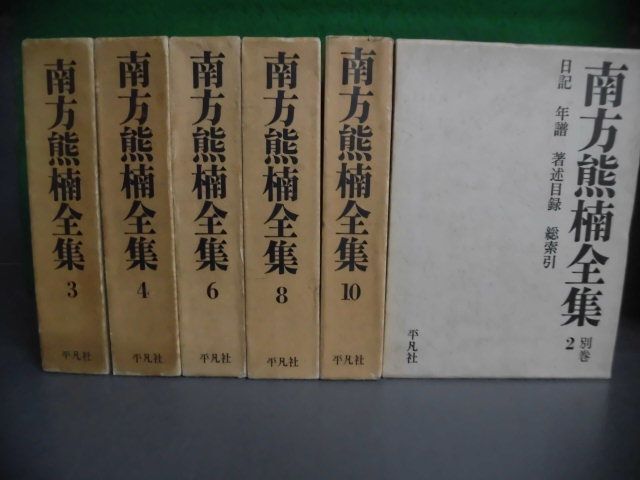 南方熊楠全集
3
平凡社
南方熊楠全集
4
平凡社
南方熊楠全集
6
平凡社
南方熊楠全集
8
平凡社
南方熊楠全集
10
平凡社
南方熊楠全集 2 別巻
日記 年譜 著述目録 総索引
平凡社